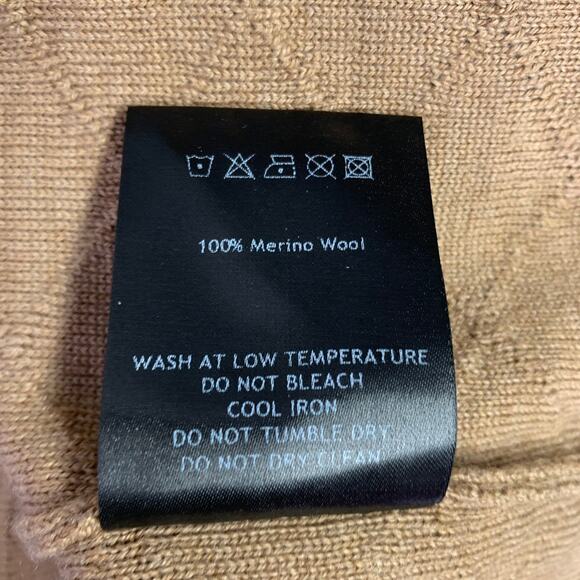 100% Merino Wool
WASH AT LOW TEMPERATURE
DO NOT BLEACH
COOL IRON
DO NOT TUMBLE DRY
DO NOT DRY CLEAN